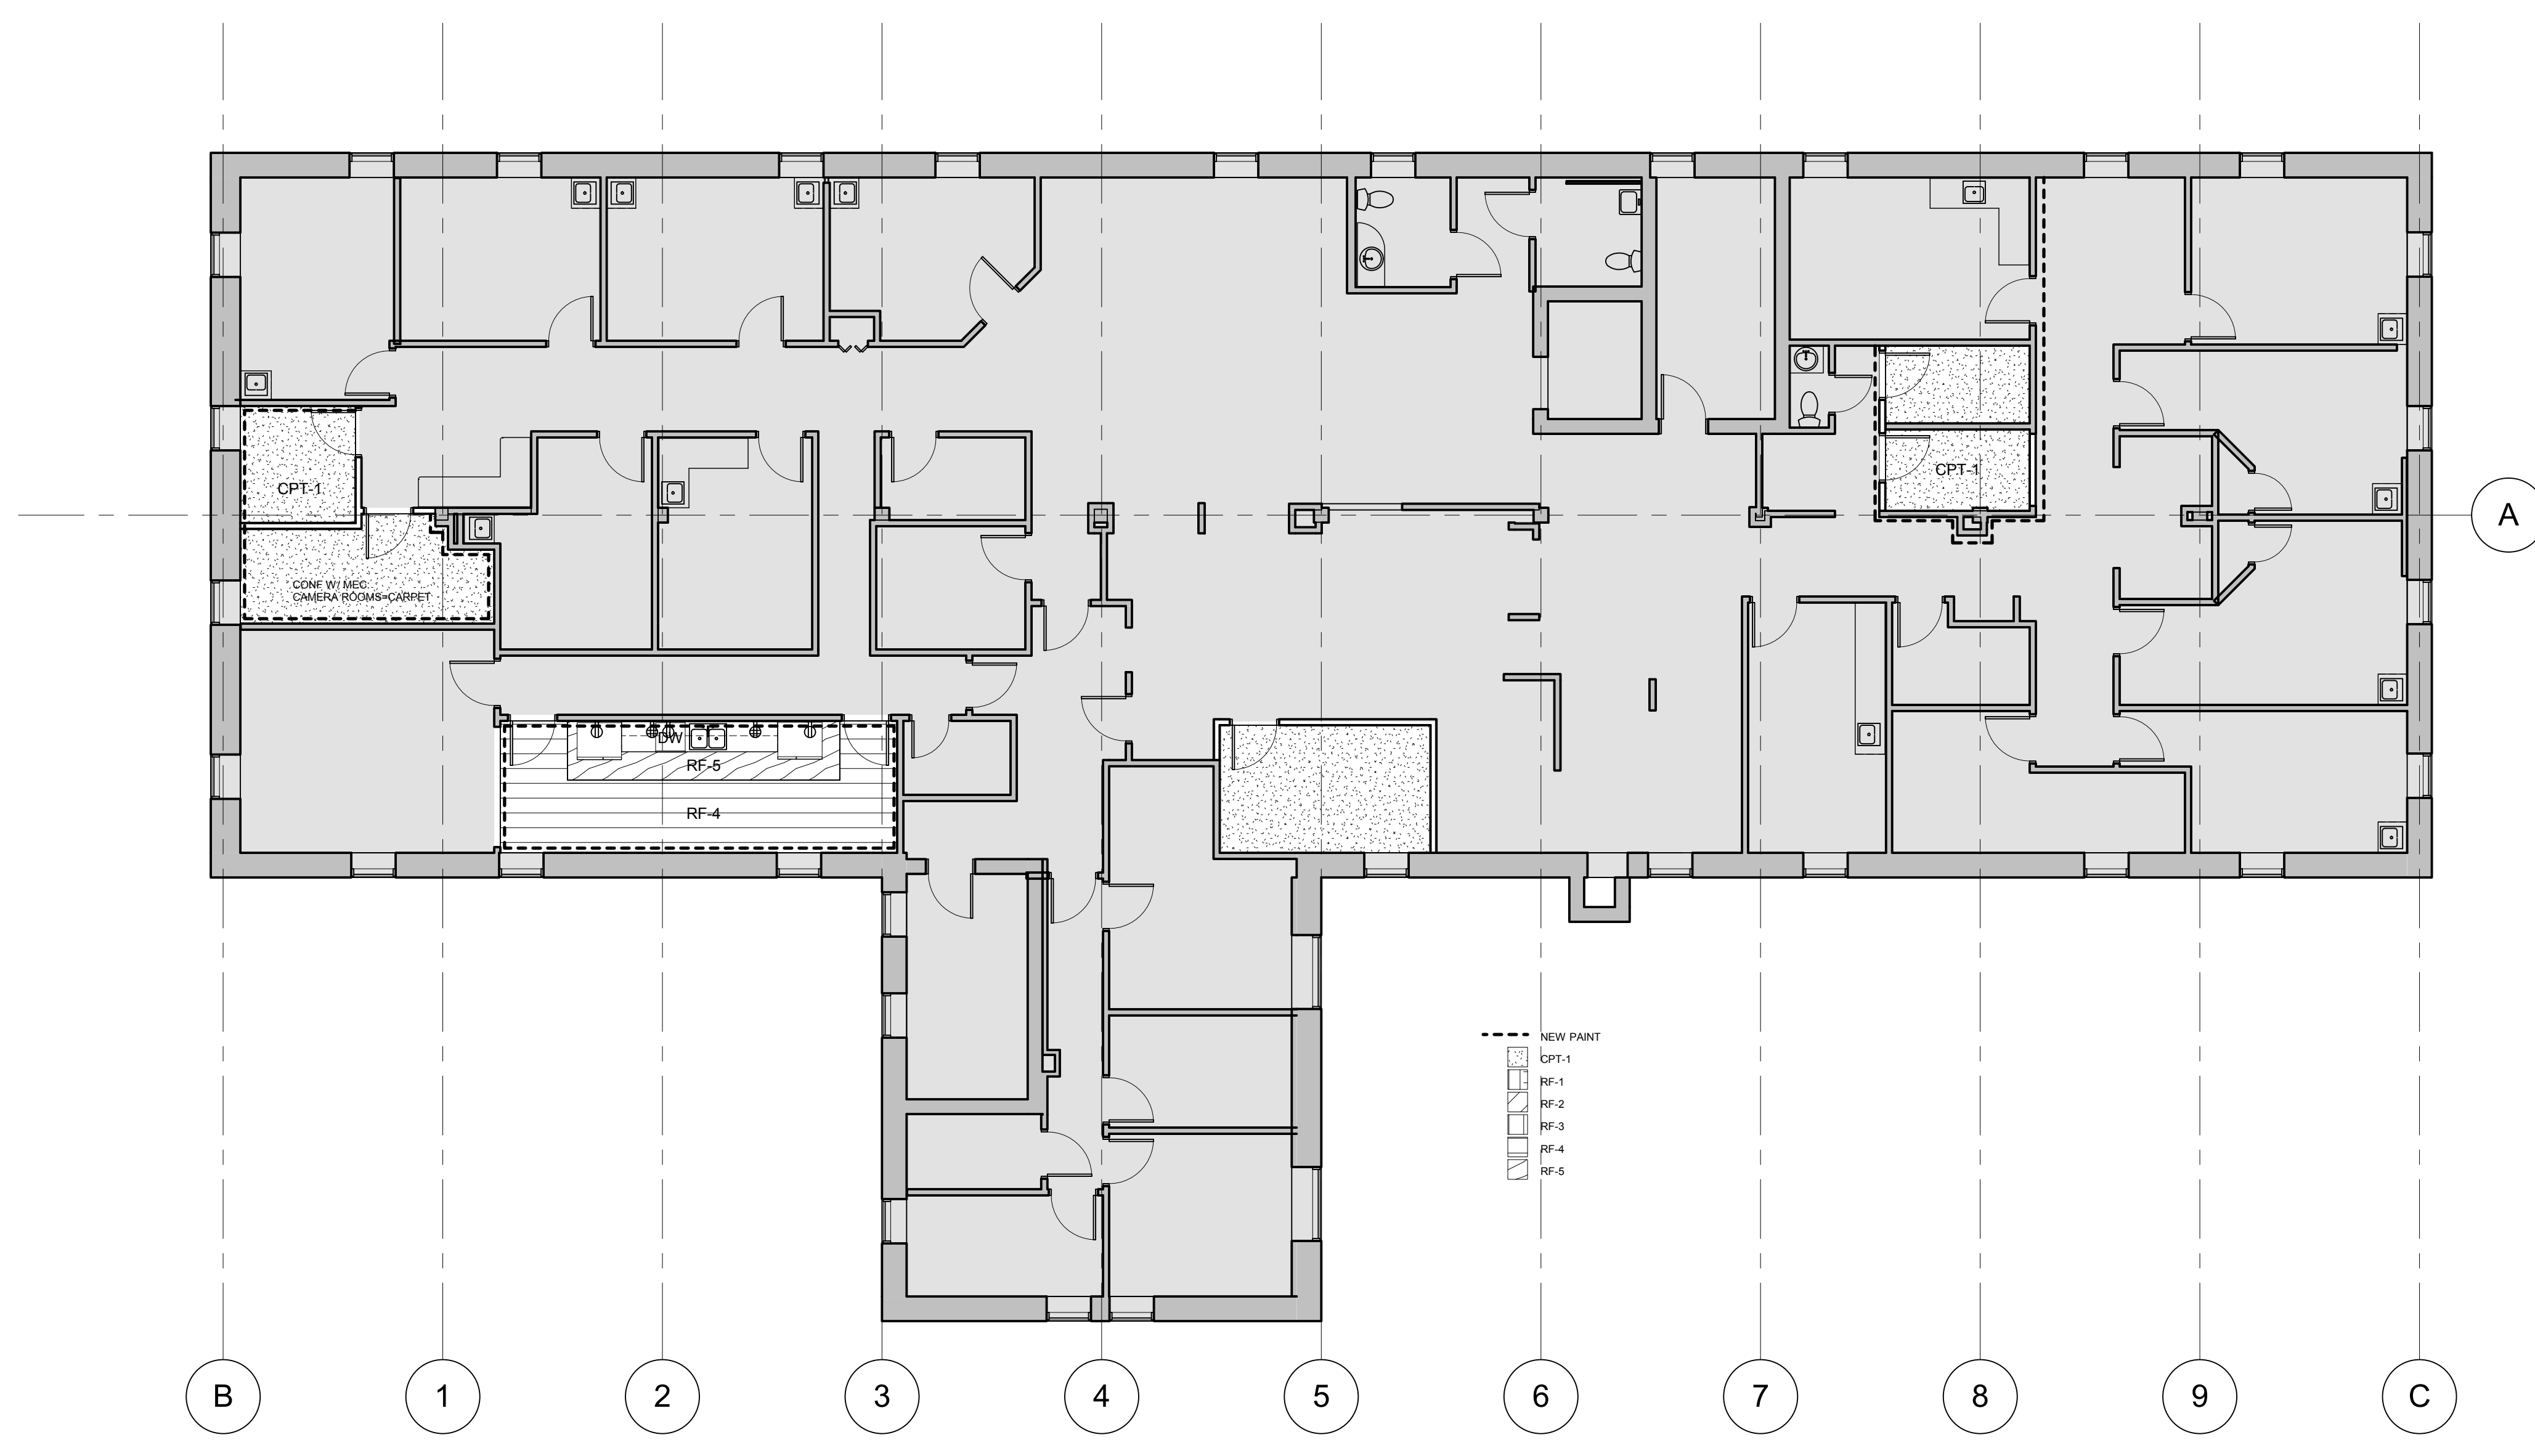 CPT-1
CPT-1
A
CONF W/ MEC.
CAMERA ROOMS=CARPET
DW
RF-5
RF-4
NEW PAINT
CPT-1
RF-1
RF-2
RF-3
RF-4
RF-5
B
1
2
3
4
5
6
7
8
9
C